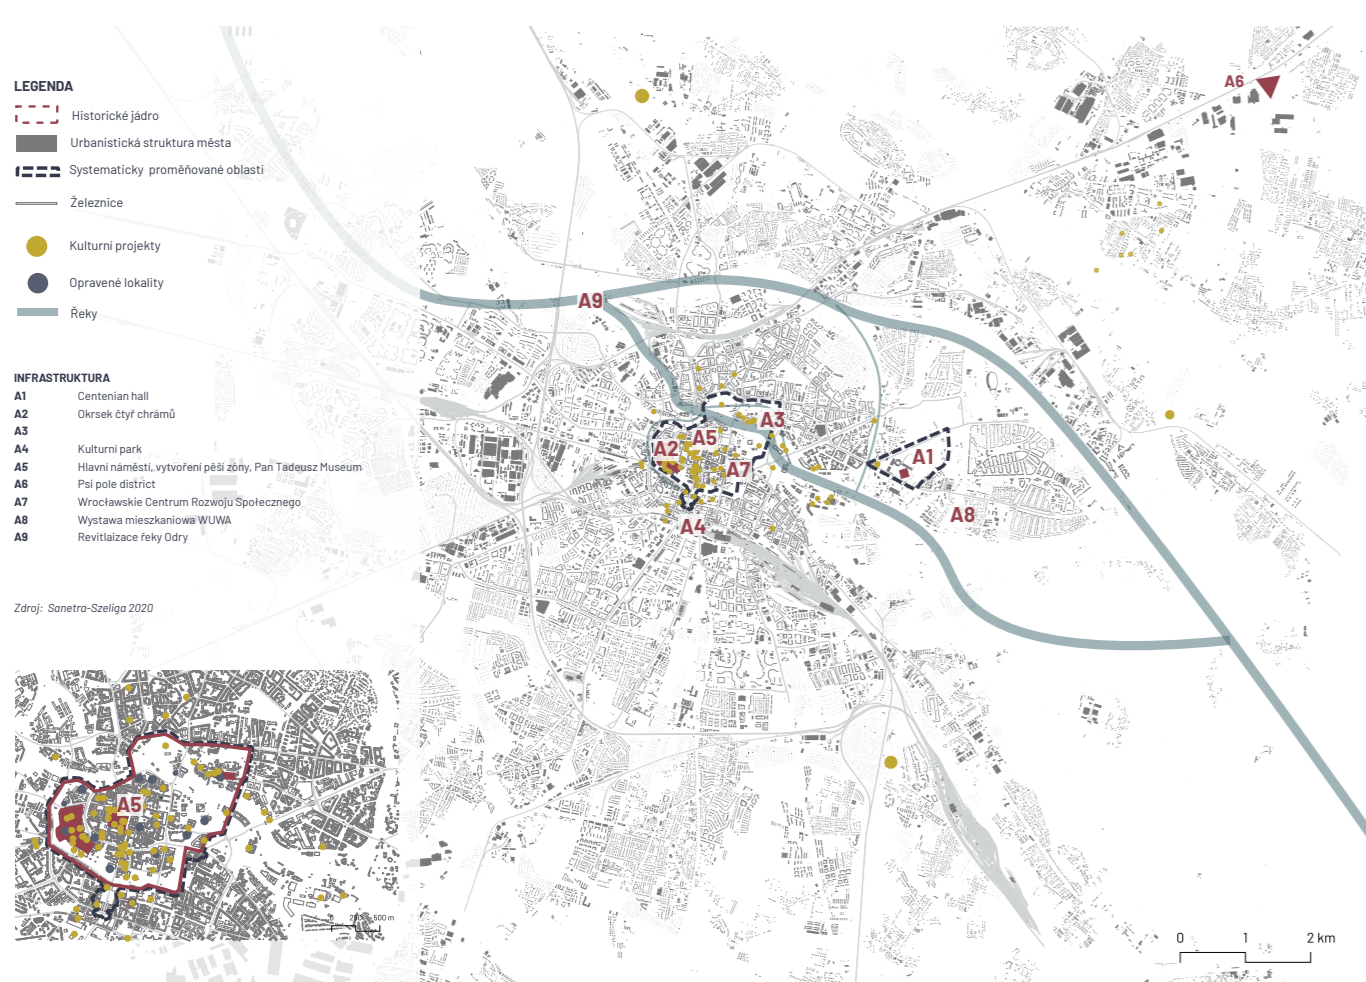 LEGENDA
Historické jádro
Urbanistická struktura města
Systematicky proměňované oblasti
Železnice
Kulturní projekty
Opravené lokality
Řeky
INFRASTRUKTURA
A1 Centenian hall
A2 Okrsek čtyř chrámů
A3
A4 Kulturní park
A5 Hlavní náměstí, vytvoření pěší zóny, Pan Tadeusz Museum
A6 Psí pole district
A7 Wrocławskie Centrum Rozwoju Społecznego
A8 Wystawa mieszkaniowa WUWA
A9 Revitlaizace řeky Odry
Zdroj: Sanetra-Szeliga 2020
A6
A9
A3
A5
A2
A7
A1
A8
A4
A5
0 250 500 m
0 1 2 km